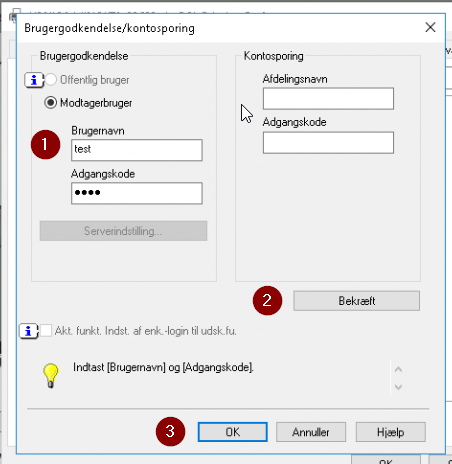 Brugergodkendelse/kontosporing
Brugergodkendelse
Offentlig bruger
Modtagerbruger
1
Brugernavn
test
Adgangskode
••••
Serverindstilling...
Kontosporing
Afdelingsnavn
Adgangskode
2
Bekræft
Akt. funkt. Indst. af enk.-login til udsk.fu.
Indtast [Brugernavn] og [Adgangskode].
3
OK
Annuller
Hjælp
OK